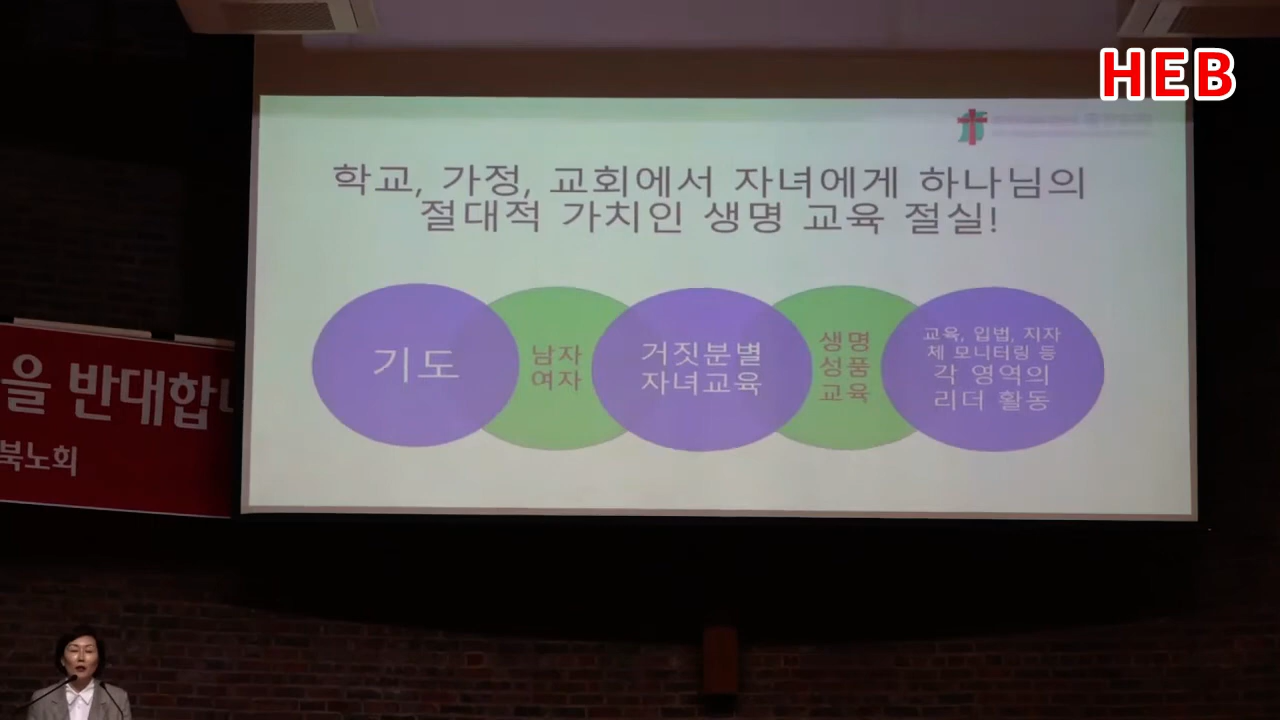 HEB
학교, 가정, 교회에서 자녀에게 하나님의
절대적 가치인 생명 교육 절실!
기도
남자
여자
거짓분별
자녀교육
생명
성품
교육
교육, 입법, 지자
체 모니터링 등
각 영역의
리더 활동
을 반대합니
북노회